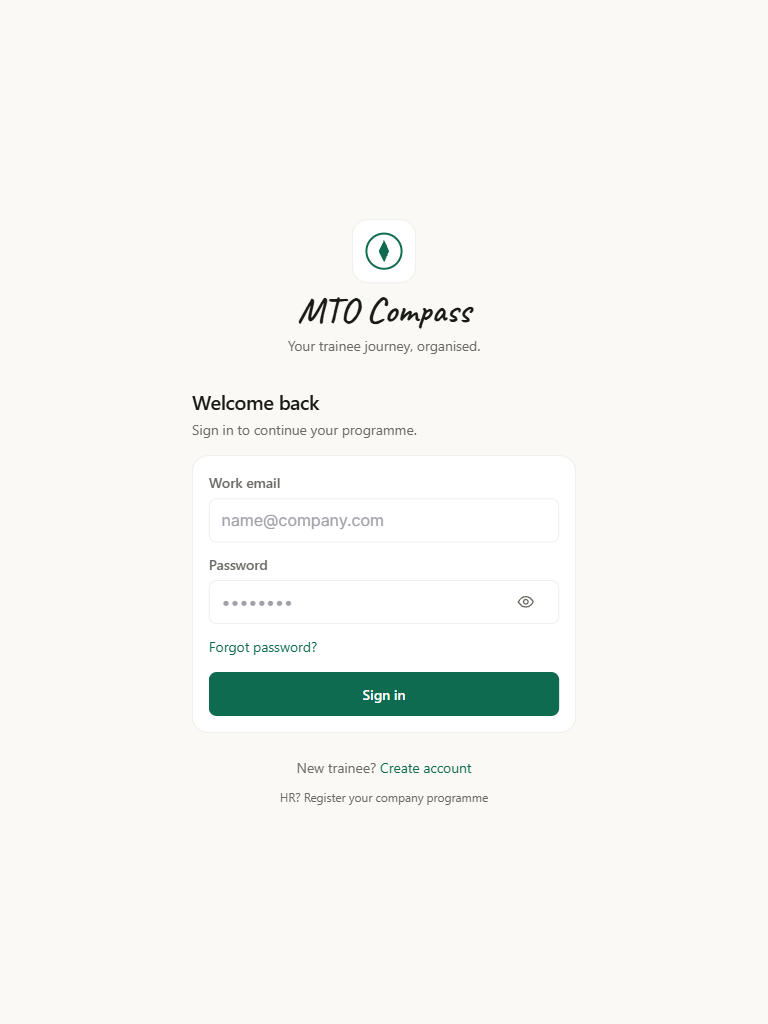 MTO Compass
Your trainee journey, organised.
Welcome back
Sign in to continue your programme.
Work email
name@company.com
Password
••••••••
Forgot password?
Sign in
New trainee? Create account
HR? Register your company programme